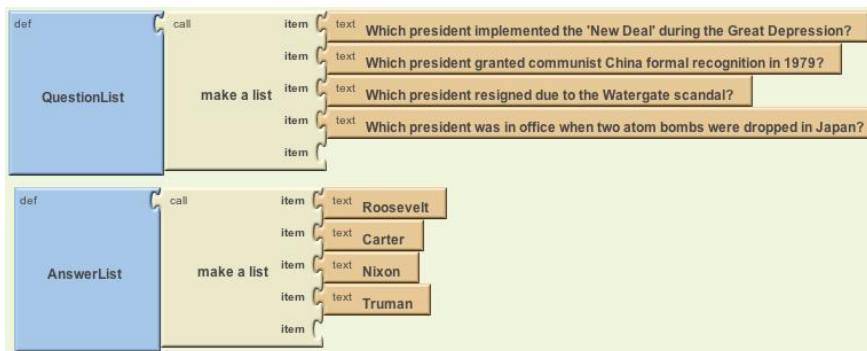 def call item text Which president implemented the 'New Deal' during the Great Depression?
item text Which president granted communist China formal recognition in 1979?
QuestionList make a list item text Which president resigned due to the Watergate scandal?
item text Which president was in office when two atom bombs were dropped in Japan?
item
def call item text Roosevelt
item text Carter
AnswerList make a list item text Nixon
item text Truman
item